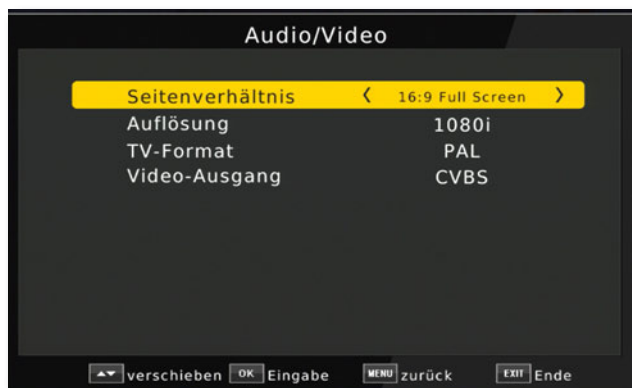 Audio/Video
Seitenverhältnis 16:9 Full Screen
Auflösung 1080i
TV-Format PAL
Video-Ausgang CVBS
verschieben OK Eingabe MENU zurück EXIT Ende